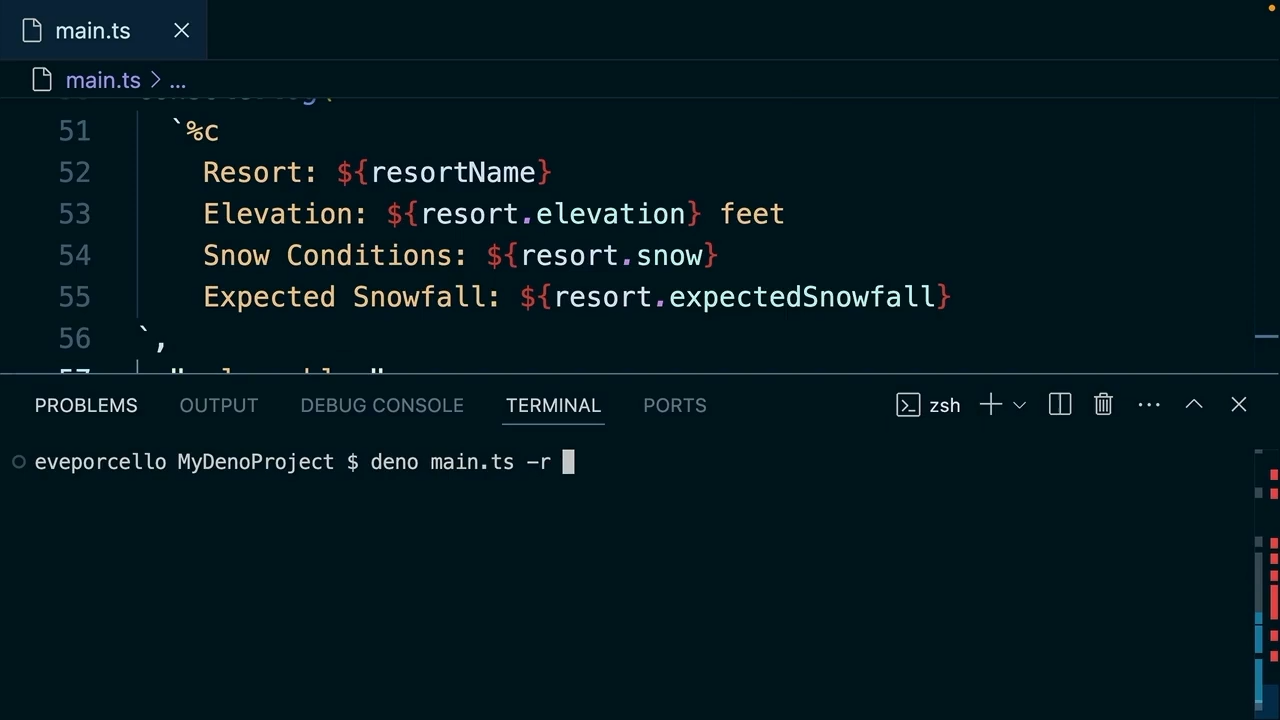 main.ts
main.ts > ...
51 `%c
52 Resort: ${resortName}
53 Elevation: ${resort.elevation} feet
54 Snow Conditions: ${resort.snow}
55 Expected Snowfall: ${resort.expectedSnowfall}
56 `,
57
PROBLEMS OUTPUT DEBUG CONSOLE TERMINAL PORTS zsh
eveporcello MyDenoProject $ deno main.ts -r